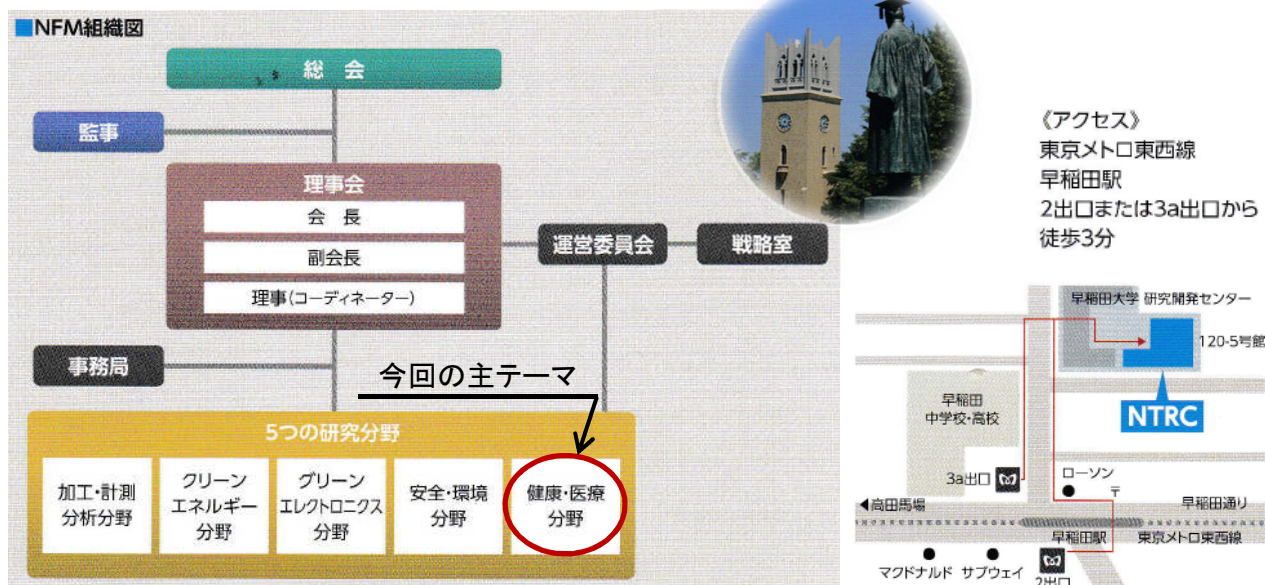 ■NFM組織図
総 会
監事
理事会
会 長
副会長
理事(コーディネーター)
運営委員会
戦略室
事務局
今回の主テーマ
5つの研究分野
加工・計測
分析分野
クリーン
エネルギー
分野
グリーン
エレクトロニクス
分野
安全・環境
分野
健康・医療
分野
《アクセス》
東京メトロ東西線
早稲田駅
2出口または3a出口から
徒歩3分
早稲田大学 研究開発センター
120-5号館
NTRC
早稲田
中学校・高校
3a出口
ローソン
〒
◀高田馬場
早稲田通り
早稲田駅
東京メトロ東西線
マクドナルド
サブウェイ
2出口